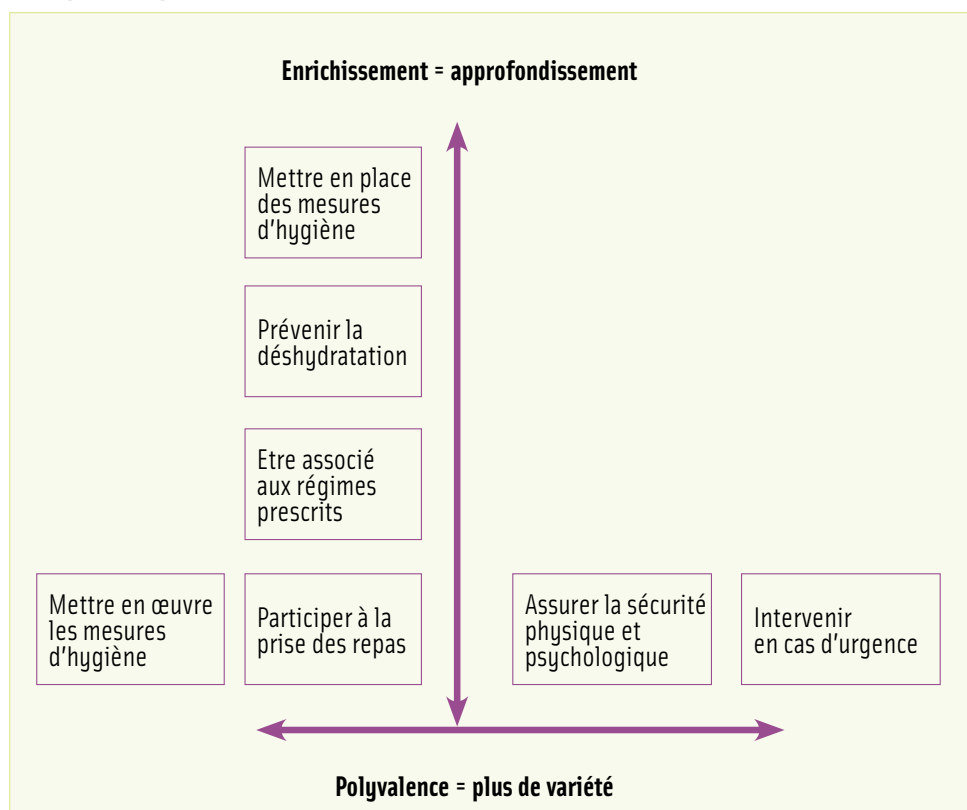 Enrichissement = approfondissement
Mettre en place
des mesures
d'hygiène
Prévenir la
déshydratation
Etre associé
aux régimes
prescrits
Mettre en œuvre
les mesures
d'hygiène
Participer à la
prise des repas
Assurer la sécurité
physique et
psychologique
Intervenir
en cas d'urgence
Polyvalence = plus de variété